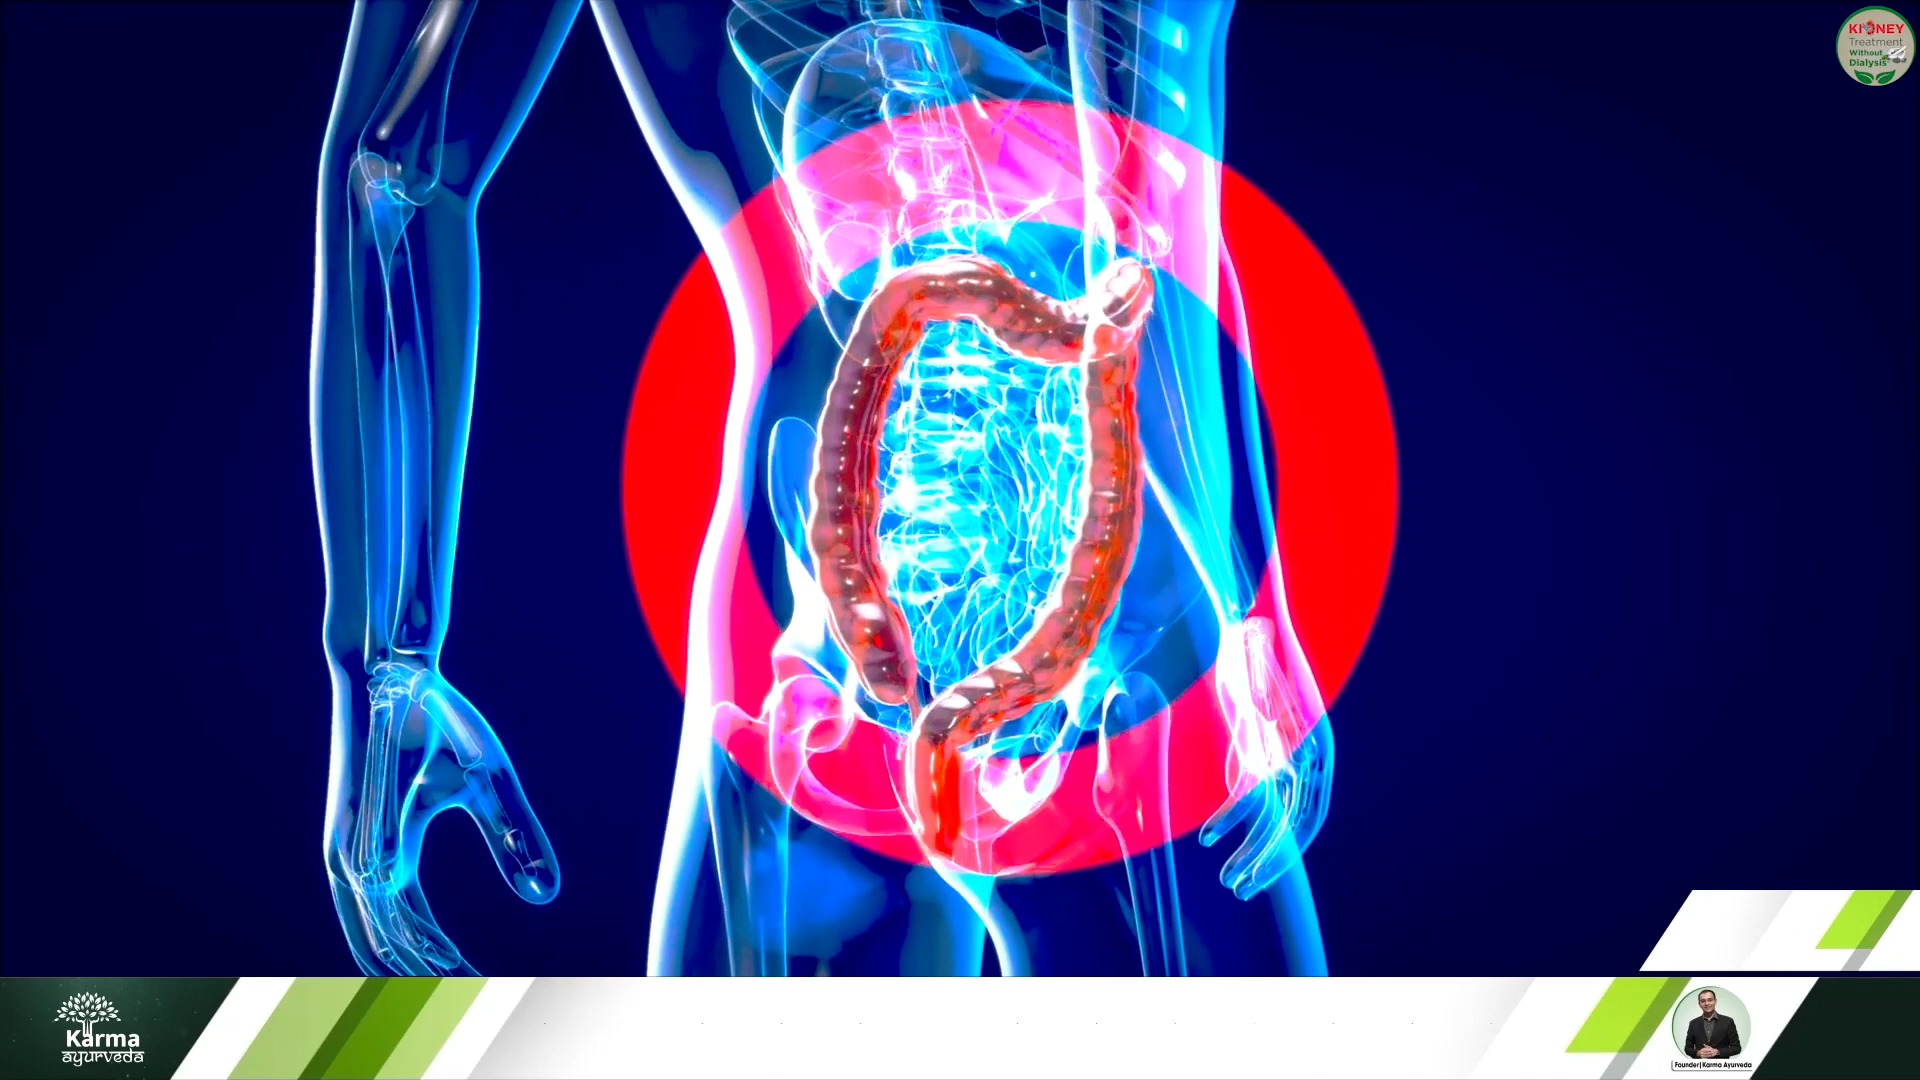 KIDNEY
Treatment
Without
Dialysis
Karma
ayurveda
Founder|Karma Ayurveda